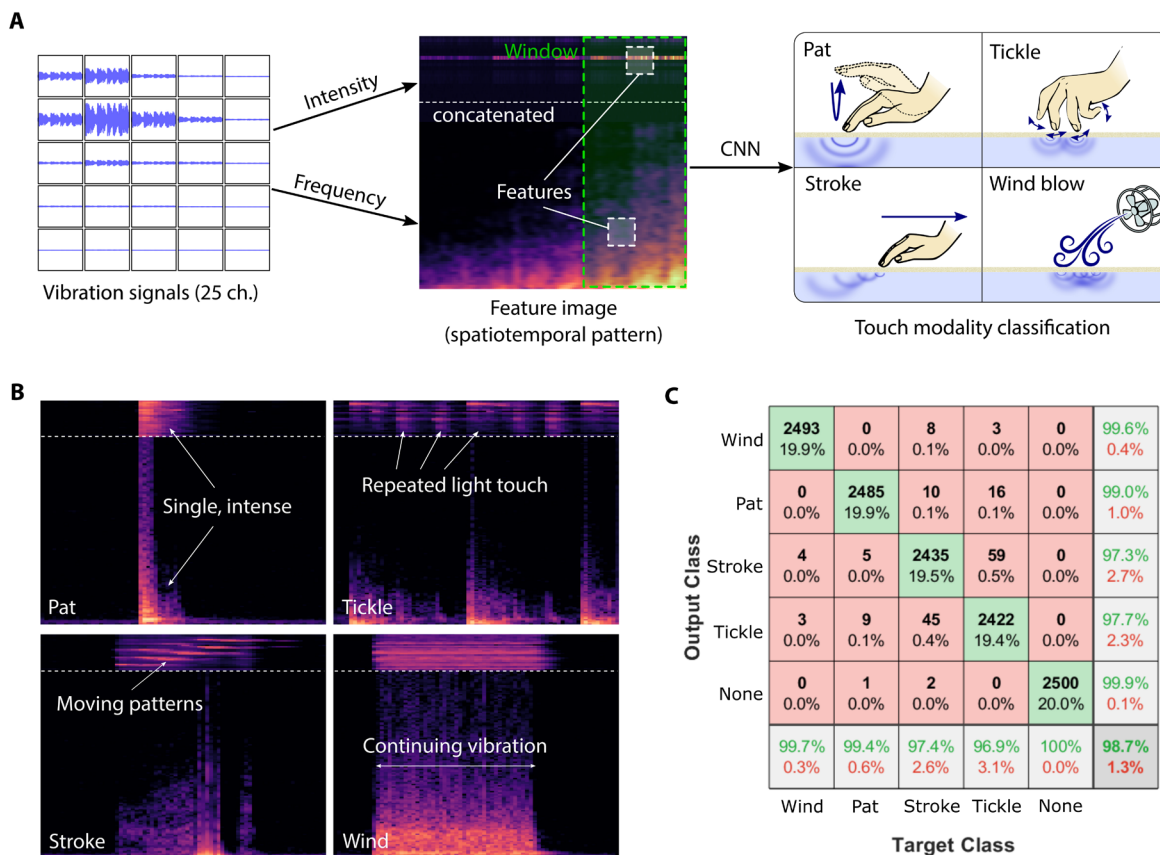 A
Vibration signals (25 ch.)
Intensity
Frequency
Window
concatenated
Features
Feature image
(spatiotemporal pattern)
CNN
Pat
Tickle
Stroke
Wind blow
Touch modality classification
B
Single, intense
Pat
Repeated light touch
Tickle
Moving patterns
Stroke
Continuing vibration
Wind
C
Output Class
Wind
2493 0 8 3 0 99.6%
19.9% 0.0% 0.1% 0.0% 0.0% 0.4%
Pat
0 2485 10 16 0 99.0%
0.0% 19.9% 0.1% 0.1% 0.0% 1.0%
Stroke
4 5 2435 59 0 97.3%
0.0% 0.0% 19.5% 0.5% 0.0% 2.7%
Tickle
3 9 45 2422 0 97.7%
0.0% 0.1% 0.4% 19.4% 0.0% 2.3%
None
0 1 2 0 2500 99.9%
0.0% 0.0% 0.0% 0.0% 20.0% 0.1%
99.7% 99.4% 97.4% 96.9% 100% 98.7%
0.3% 0.6% 2.6% 3.1% 0.0% 1.3%
Wind Pat Stroke Tickle None
Target Class